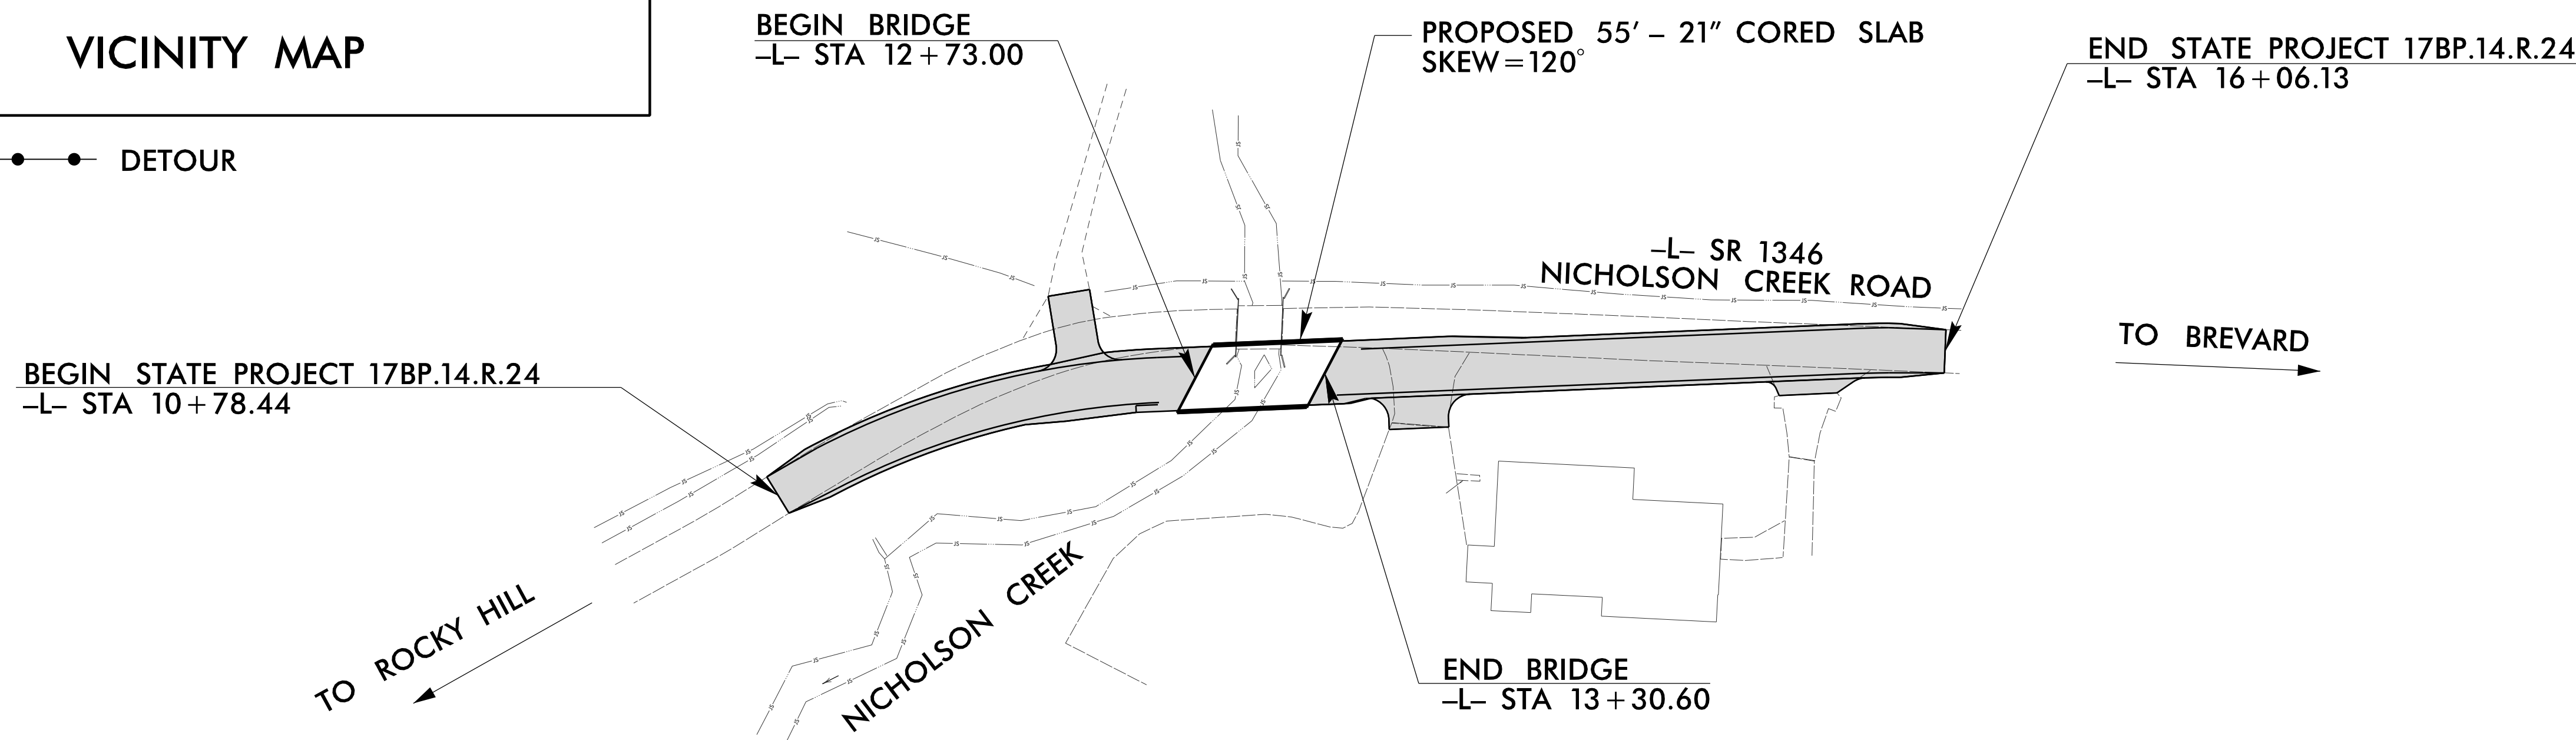 VICINITY MAP
DETOUR
BEGIN BRIDGE
–L– STA 12+73.00
PROPOSED 55' – 21" CORED SLAB
SKEW=120°
END STATE PROJECT 17BP.14.R.24
–L– STA 16+06.13
–L– SR 1346
NICHOLSON CREEK ROAD
TO BREVARD
BEGIN STATE PROJECT 17BP.14.R.24
–L– STA 10+78.44
TO ROCKY HILL
NICHOLSON CREEK
END BRIDGE
–L– STA 13+30.60